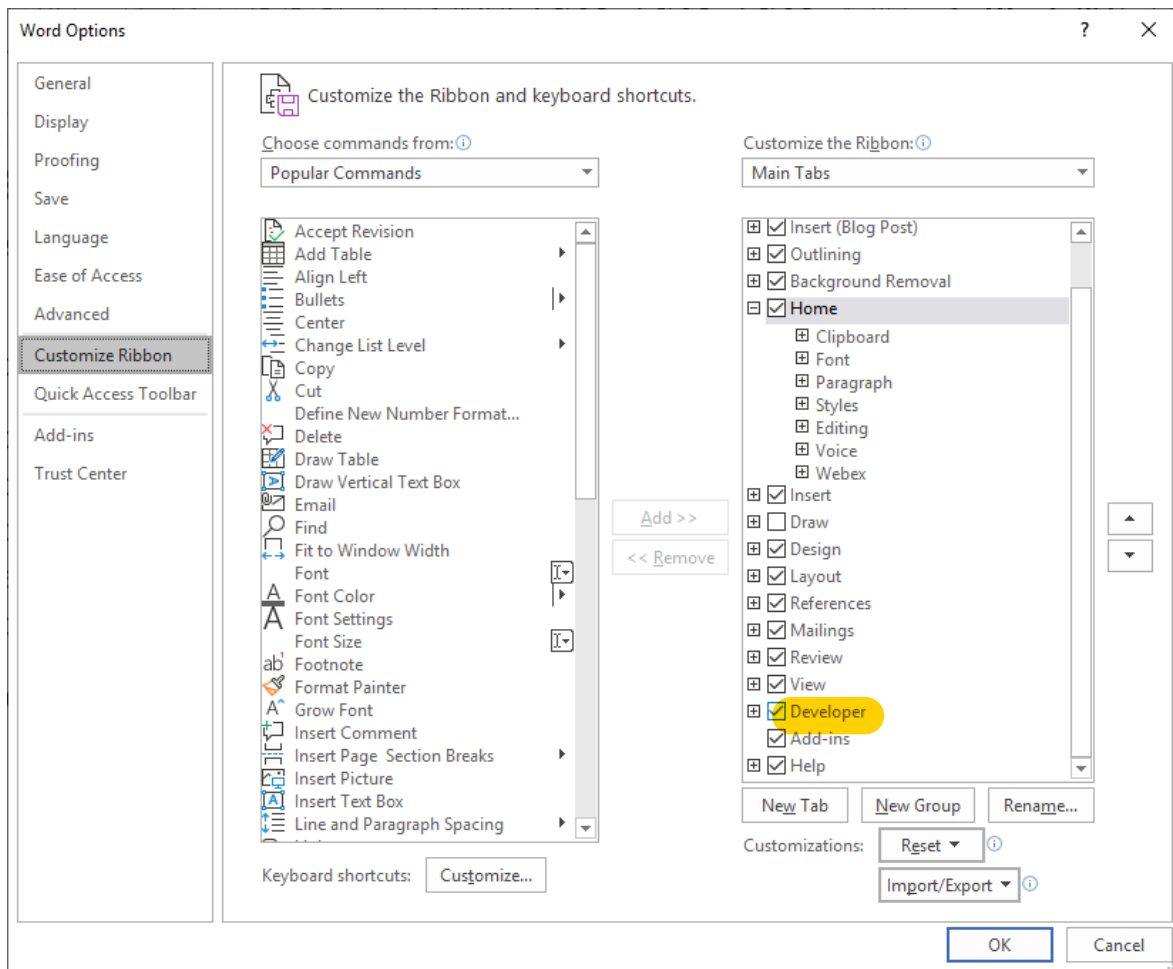 Word Options
?
General
Display
Proofing
Save
Language
Ease of Access
Advanced
Customize Ribbon
Quick Access Toolbar
Add-ins
Trust Center
Customize the Ribbon and keyboard shortcuts.
Choose commands from:
Popular Commands
Accept Revision
Add Table
Align Left
Bullets
Center
Change List Level
Copy
Cut
Define New Number Format...
Delete
Draw Table
Draw Vertical Text Box
Email
Find
Fit to Window Width
Font
Font Color
Font Settings
Font Size
Footnote
Format Painter
Grow Font
Insert Comment
Insert Page  Section Breaks
Insert Picture
Insert Text Box
Line and Paragraph Spacing
Keyboard shortcuts: Customize...
Add >>
<< Remove
Customize the Ribbon:
Main Tabs
Insert (Blog Post)
Outlining
Background Removal
Home
Clipboard
Font
Paragraph
Styles
Editing
Voice
Webex
Insert
Draw
Design
Layout
References
Mailings
Review
View
Developer
Add-ins
Help
New Tab New Group Rename...
Customizations: Reset
Import/Export
OK Cancel